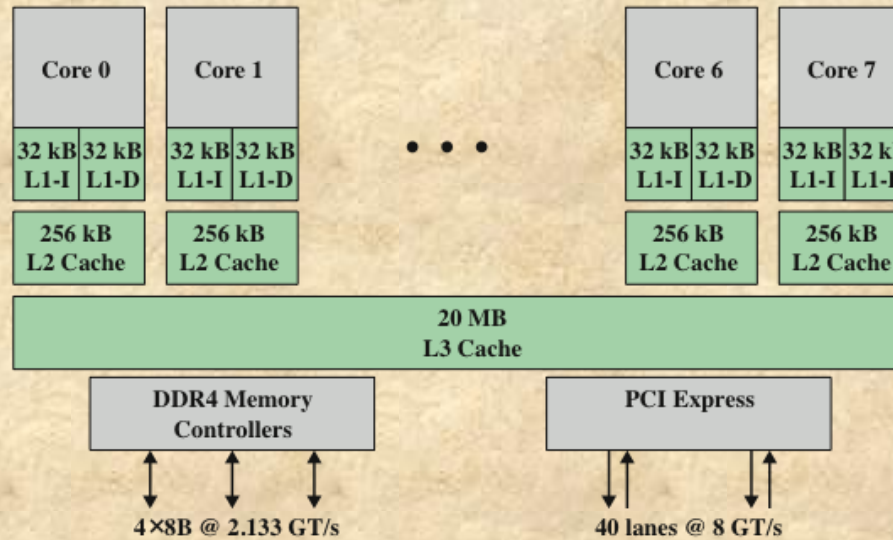 Core 0
Core 1
Core 6
Core 7
32 kB 32 kB
L1-I L1-D
32 kB 32 kB
L1-I L1-D
32 kB 32 kB
L1-I L1-D
32 kB 32 k
L1-I L1-
256 kB
L2 Cache
256 kB
L2 Cache
256 kB
L2 Cache
256 kB
L2 Cache
20 MB
L3 Cache
DDR4 Memory
Controllers
PCI Express
4×8B @ 2.133 GT/s
40 lanes @ 8 GT/s